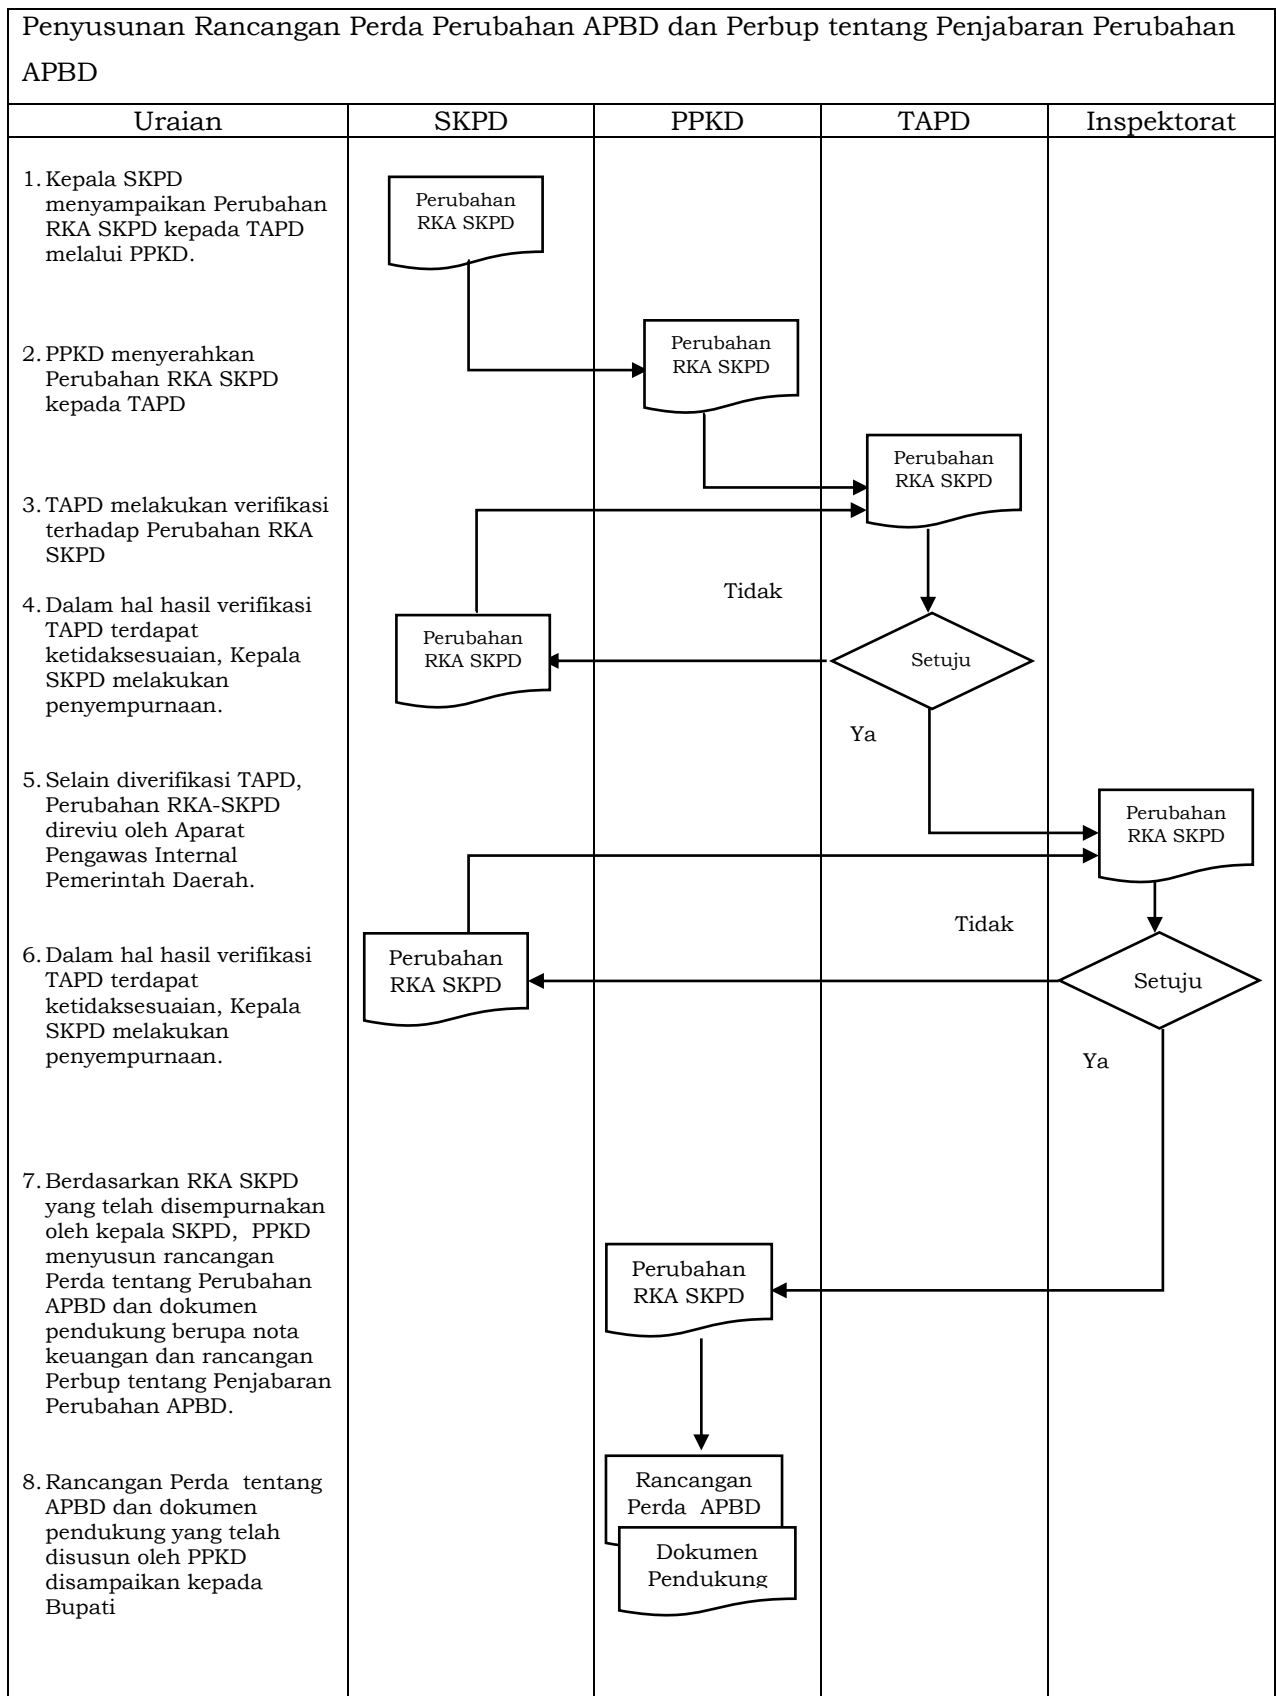 Penyusunan Rancangan Perda Perubahan APBD dan Perbup tentang Penjabaran Perubahan
APBD
Uraian
SKPD
PPKD
TAPD
Inspektorat
1. Kepala SKPD
menyampaikan Perubahan
RKA SKPD kepada TAPD
melalui PPKD.
Perubahan
RKA SKPD
2. PPKD menyerahkan
Perubahan RKA SKPD
kepada TAPD
Perubahan
RKA SKPD
3. TAPD melakukan verifikasi
terhadap Perubahan RKA
SKPD
Perubahan
RKA SKPD
4. Dalam hal hasil verifikasi
TAPD terdapat
ketidaksesuaian, Kepala
SKPD melakukan
penyempurnaan.
Perubahan
RKA SKPD
Tidak
Setuju
Ya
5. Selain diverifikasi TAPD,
Perubahan RKA-SKPD
direviu oleh Aparat
Pengawas Internal
Pemerintah Daerah.
Perubahan
RKA SKPD
6. Dalam hal hasil verifikasi
TAPD terdapat
ketidaksesuaian, Kepala
SKPD melakukan
penyempurnaan.
Perubahan
RKA SKPD
Tidak
Setuju
Ya
7. Berdasarkan RKA SKPD
yang telah disempurnakan
oleh kepala SKPD, PPKD
menyusun rancangan
Perda tentang Perubahan
APBD dan dokumen
pendukung berupa nota
keuangan dan rancangan
Perbup tentang Penjabaran
Perubahan APBD.
Perubahan
RKA SKPD
8. Rancangan Perda tentang
APBD dan dokumen
pendukung yang telah
disusun oleh PPKD
disampaikan kepada
Bupati
Rancangan
Perda APBD
Dokumen
Pendukung